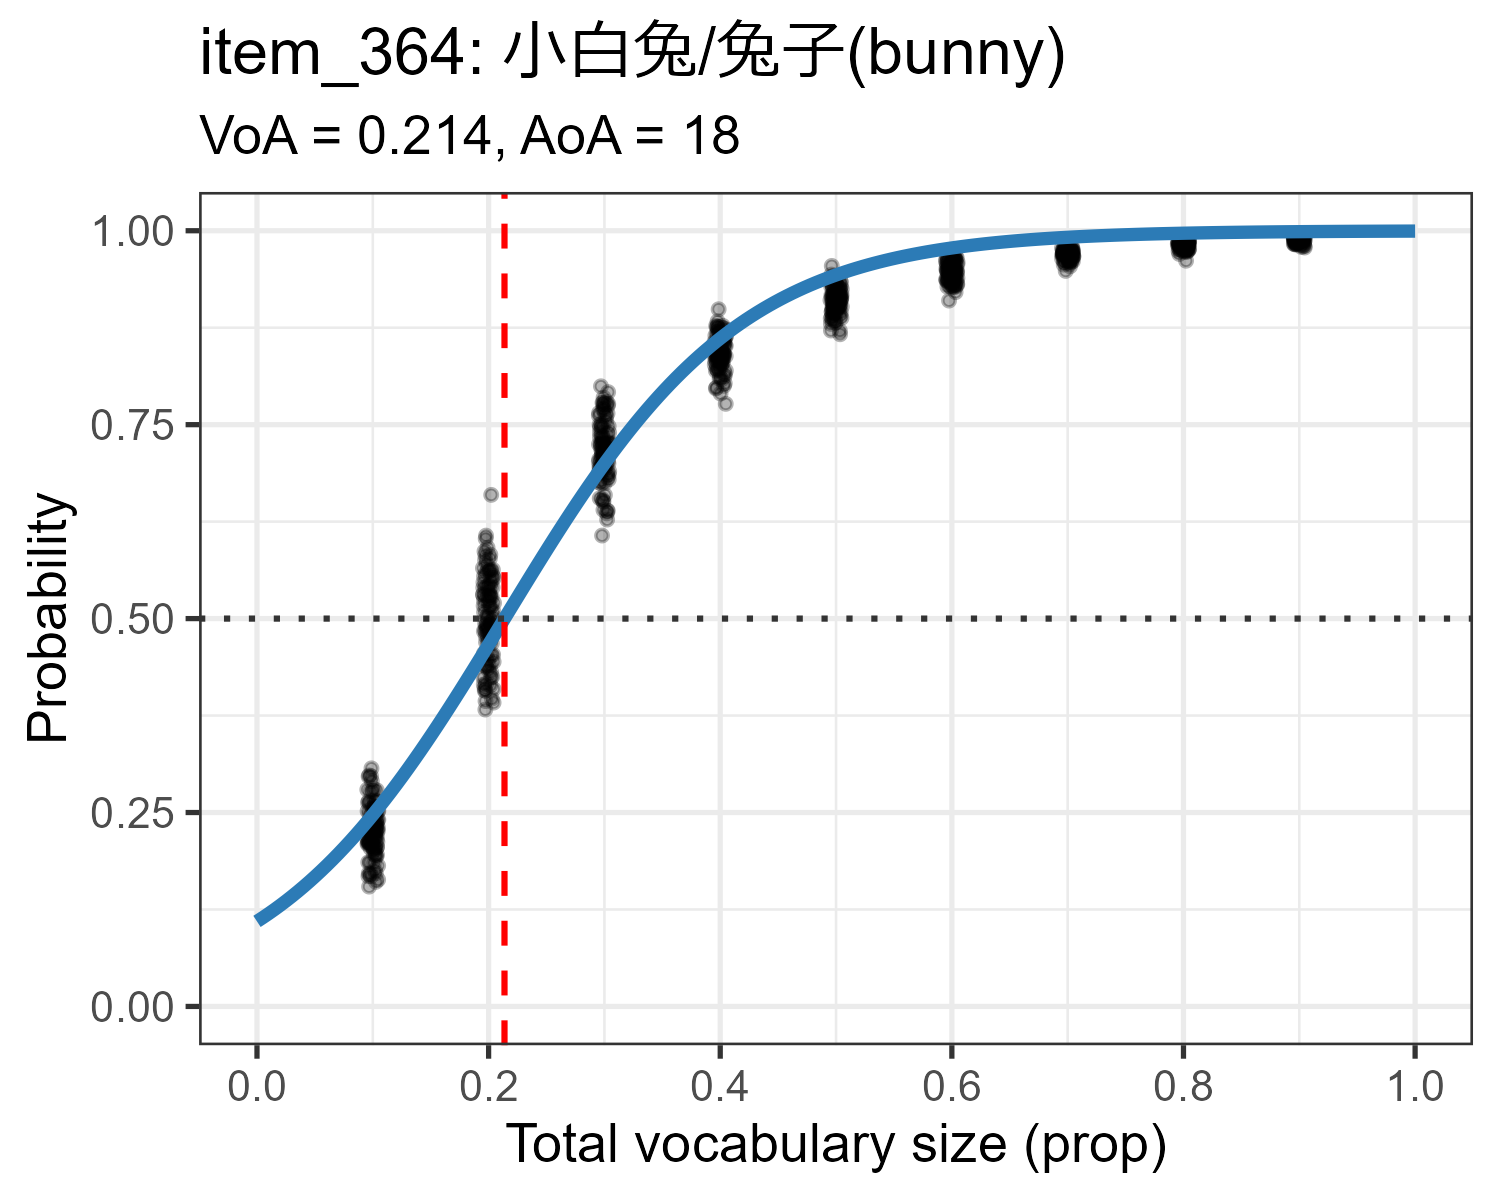 item_364: 小白兔/兔子(bunny)
VoA = 0.214, AoA = 18
1.00
0.75
0.50
0.25
0.00
Probability
0.0 0.2 0.4 0.6 0.8 1.0
Total vocabulary size (prop)